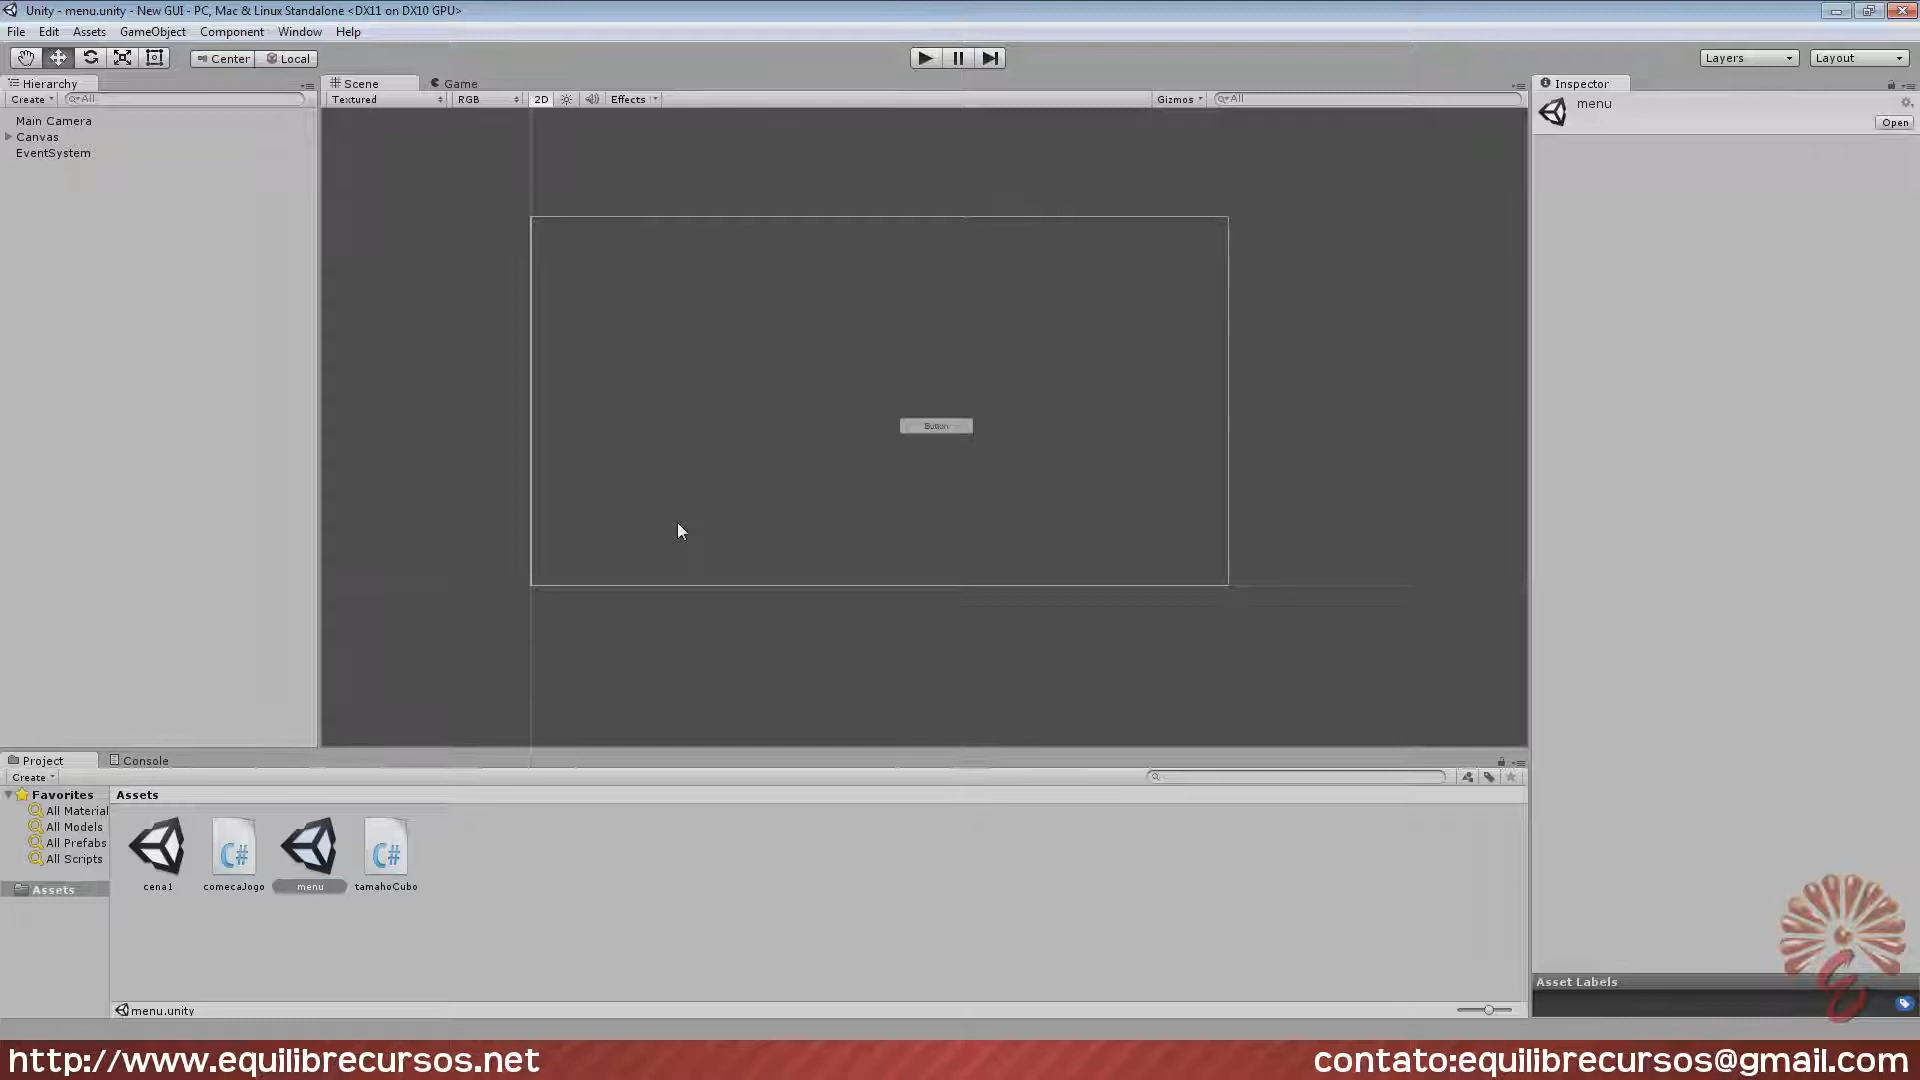 Unity - menu.unity - New GUI - PC, Mac & Linux Standalone <DX11 on DX10 GPU>
File Edit Assets GameObject Component Window Help
Center Local Layers Layout
Hierarchy Scene Game Inspector
Create All Textured RGB 2D Effects Gizmos All menu
Open
Main Camera
Canvas
EventSystem
Button
Project Console
Create
Favorites Assets
All Material
All Models
All Prefabs
All Scripts
C# C#
cena1 comecaJogo menu tamahoCubo
Assets
Asset Labels
menu.unity
http://www.equilibrecursos.net contato:equilibrecursos@gmail.com